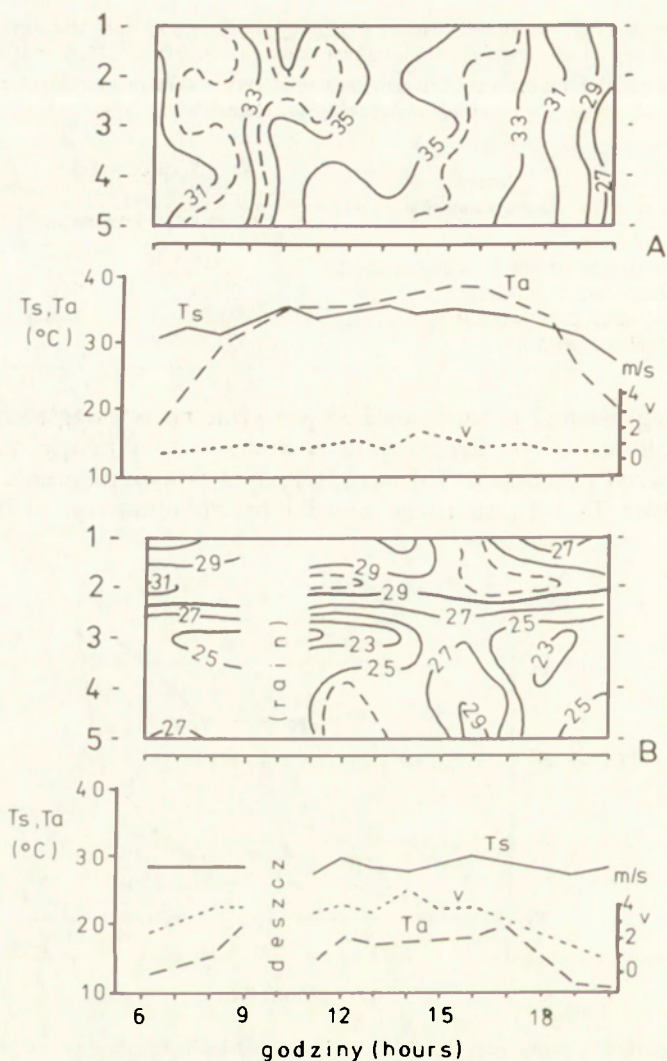 1
2
3
4
5
33 35 35 33 31 29
31 27
A
40
30
20
10
Ts,Ta
(°C)
Ts
Ta
m/s
4
2
0
v
1
2
3
4
5
29 29 27
31 29
27 27 25
25 23 25 27 23
27 29 25
(rain)
B
40
30
20
10
Ts,Ta
(°C)
Ts
v
Ta
deszcz
m/s
4
2
0
v
6 9 12 14 16 18
godziny (hours)